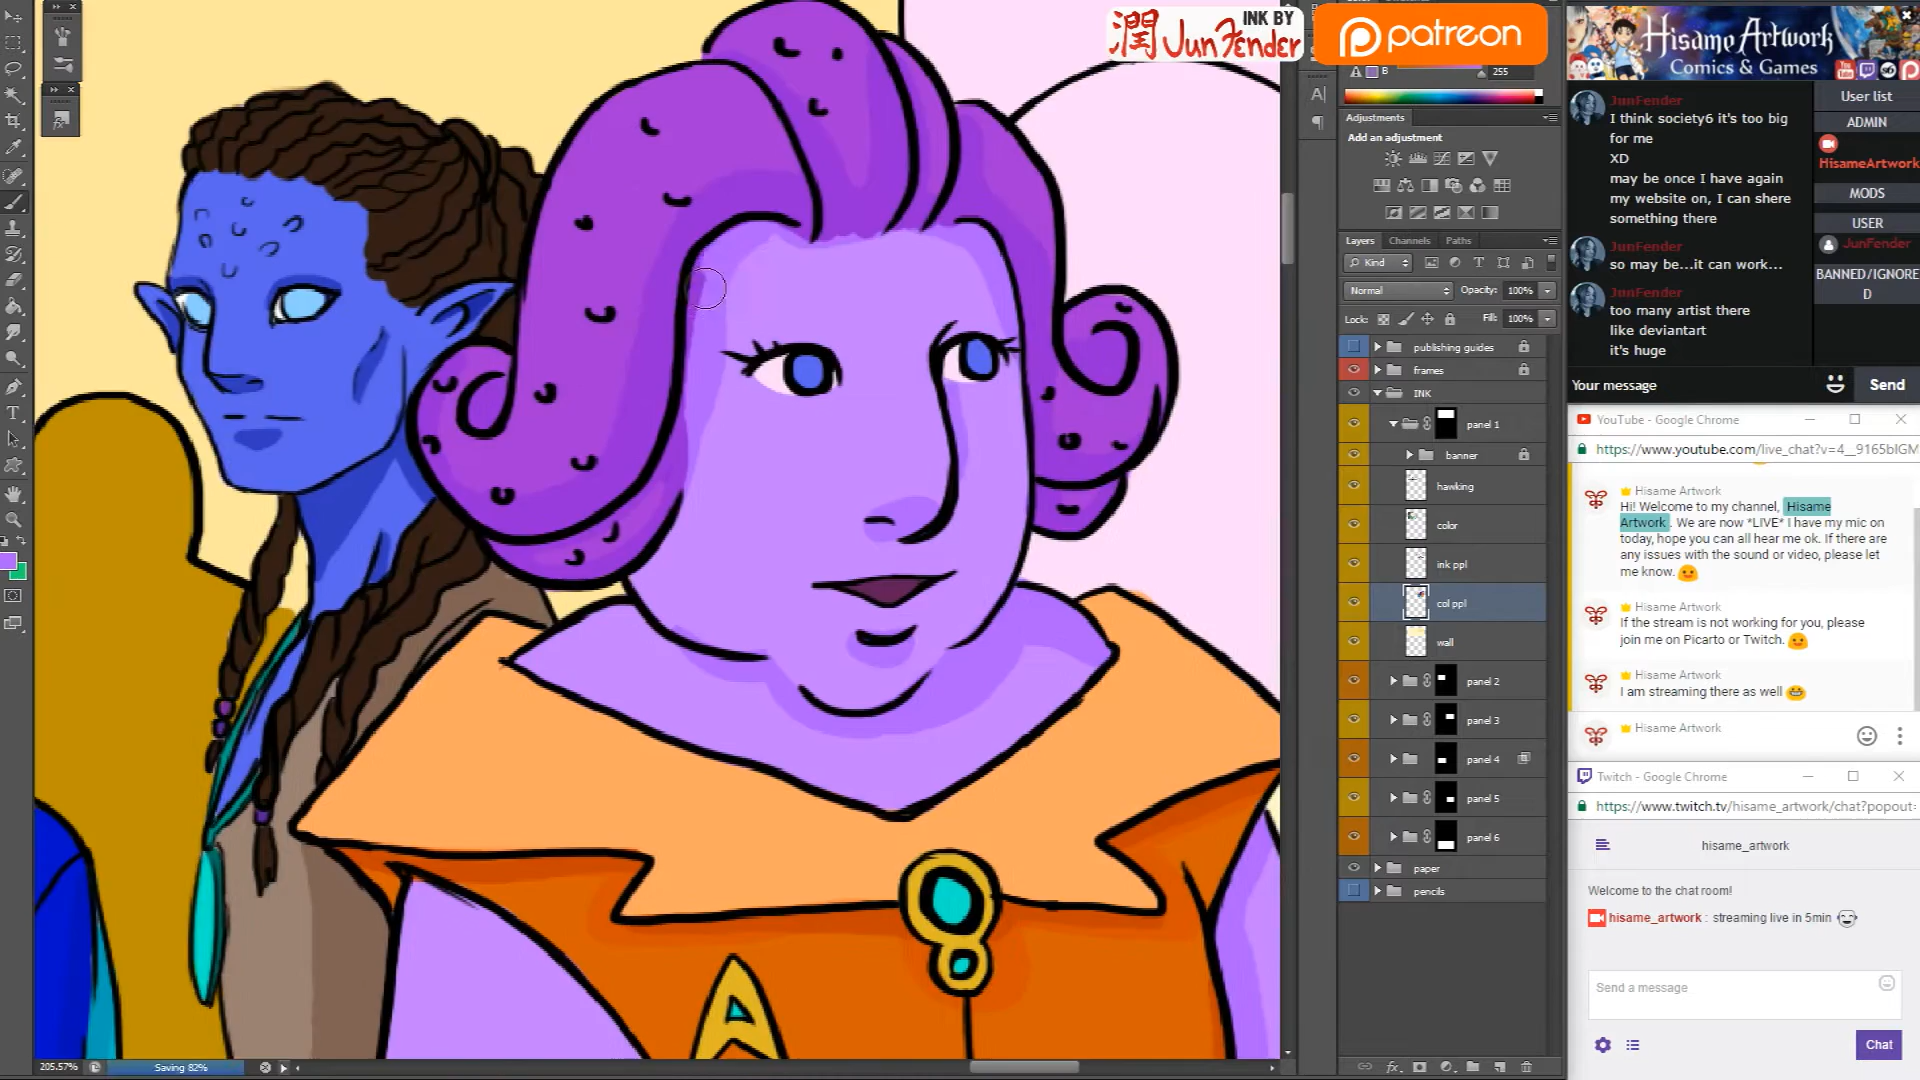 潤 JunFender
INK BY
patreon
Hisame Artwork
Comics & Games
B 255
Adjustments
Add an adjustment
Layers Channels Paths
Kind
Normal Opacity: 100%
Lock: Fill: 100%
publishing guides
frames
INK
panel 1
banner
hawking
color
ink ppl
col ppl
wall
panel 2
panel 3
panel 4
panel 5
panel 6
paper
pencils
205.57% Saving 82%
JunFender
I think society6 it's too big
for me
XD
may be once I have again
my website on, I can shere
something there
JunFender
so may be...it can work...
JunFender
too many artist there
like deviantart
it's huge
Your message Send
User list
ADMIN
HisameArtwork
MODS
USER
JunFender
BANNED/IGNORE
D
YouTube - Google Chrome
https://www.youtube.com/live_chat?v=4__9165bIGM
Hisame Artwork
Hi! Welcome to my channel, Hisame
Artwork. We are now *LIVE* I have my mic on
today, hope you can all hear me ok. If there
are any issues with the sound or video, please let
me know.
Hisame Artwork
If the stream is not working for you, please
join me on Picarto or Twitch.
Hisame Artwork
I am streaming there as well
Hisame Artwork
Twitch - Google Chrome
https://www.twitch.tv/hisame_artwork/chat?popout=
hisame_artwork
Welcome to the chat room!
hisame_artwork : streaming live in 5min
Send a message
Chat